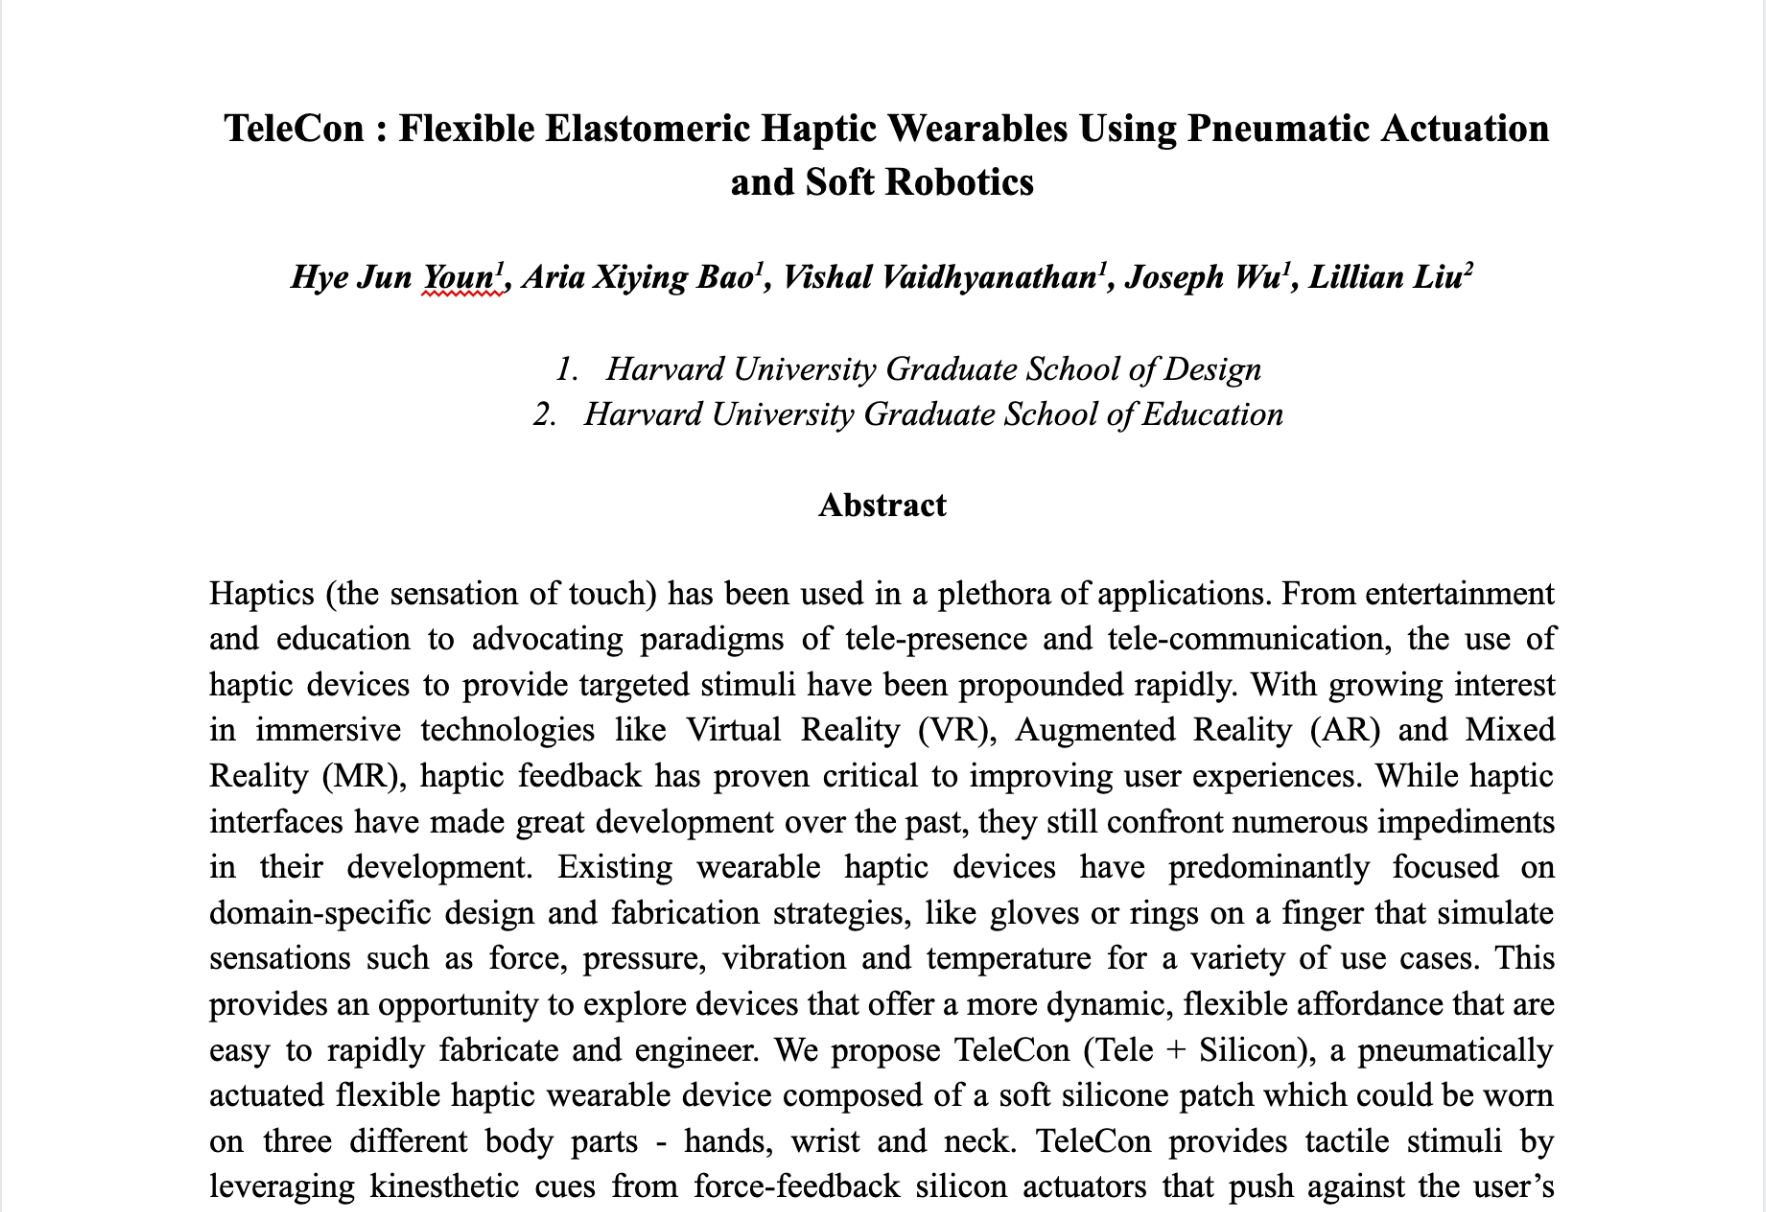 TeleCon : Flexible Elastomeric Haptic Wearables Using Pneumatic Actuation
and Soft Robotics
Hye Jun Youn¹, Aria Xiying Bao¹, Vishal Vaidhyanathan¹, Joseph Wu¹, Lillian Liu²
1. Harvard University Graduate School of Design
2. Harvard University Graduate School of Education
Abstract
Haptics (the sensation of touch) has been used in a plethora of applications. From entertainment
and education to advocating paradigms of tele-presence and tele-communication, the use of
haptic devices to provide targeted stimuli have been propounded rapidly. With growing interest
in immersive technologies like Virtual Reality (VR), Augmented Reality (AR) and Mixed
Reality (MR), haptic feedback has proven critical to improving user experiences. While haptic
interfaces have made great development over the past, they still confront numerous impediments
in their development. Existing wearable haptic devices have predominantly focused on
domain-specific design and fabrication strategies, like gloves or rings on a finger that simulate
sensations such as force, pressure, vibration and temperature for a variety of use cases. This
provides an opportunity to explore devices that offer a more dynamic, flexible affordance that are
easy to rapidly fabricate and engineer. We propose TeleCon (Tele + Silicon), a pneumatically
actuated flexible haptic wearable device composed of a soft silicone patch which could be worn
on three different body parts - hands, wrist and neck. TeleCon provides tactile stimuli by
leveraging kinesthetic cues from force-feedback silicon actuators that push against the user’s